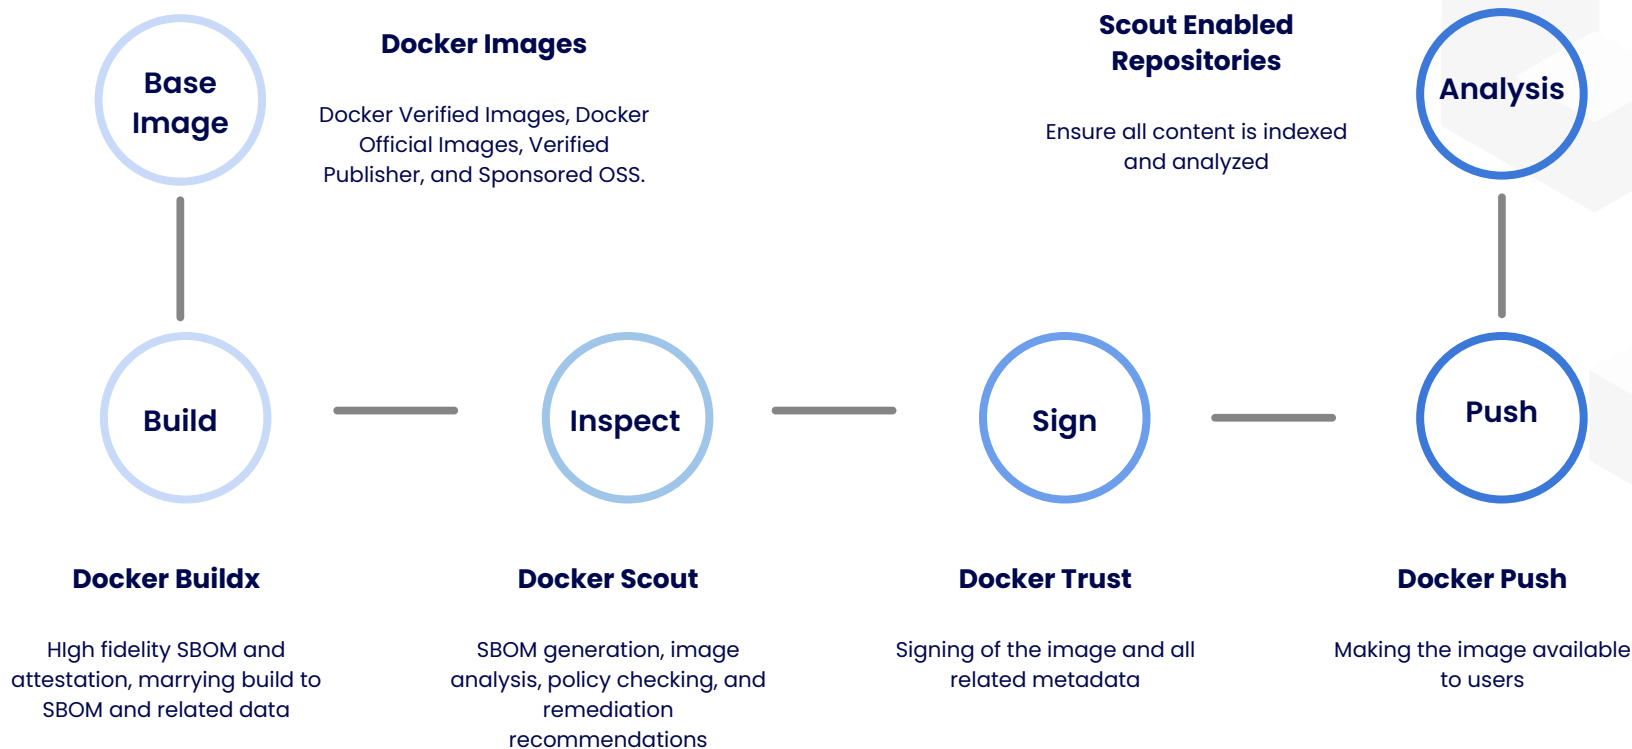 Base
Image
Docker Images
Docker Verified Images, Docker
Official Images, Verified
Publisher, and Sponsored OSS.
Scout Enabled
Repositories
Ensure all content is indexed
and analyzed
Analysis
Build
Inspect
Sign
Push
Docker Buildx
HIgh fidelity SBOM and
attestation, marrying build to
SBOM and related data
Docker Scout
SBOM generation, image
analysis, policy checking, and
remediation
recommendations
Docker Trust
Signing of the image and all
related metadata
Docker Push
Making the image available
to users